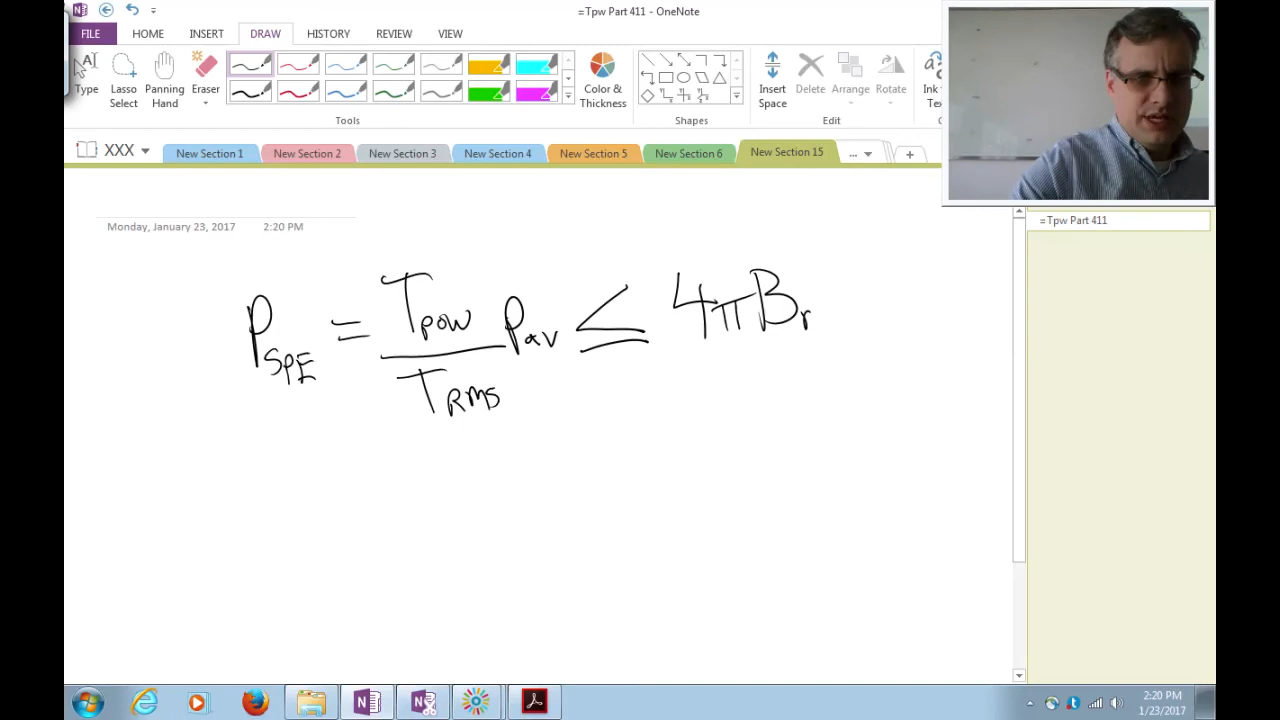 =Tpw Part 411 - OneNote
FILE HOME INSERT DRAW HISTORY REVIEW VIEW
Type
Lasso Select
Panning Hand
Eraser
Color & Thickness
Insert Space
Delete
Arrange
Rotate
Ink to
Tools
Shapes
Edit
XXX
New Section 1 New Section 2 New Section 3 New Section 4 New Section 5 New Section 6 New Section 15 ...
=Tpw Part 411
Monday, January 23, 2017 2:20 PM
P_SPE = T_pow / T_RMS P_av ≤ 4πB_r
2:20 PM
1/23/2017